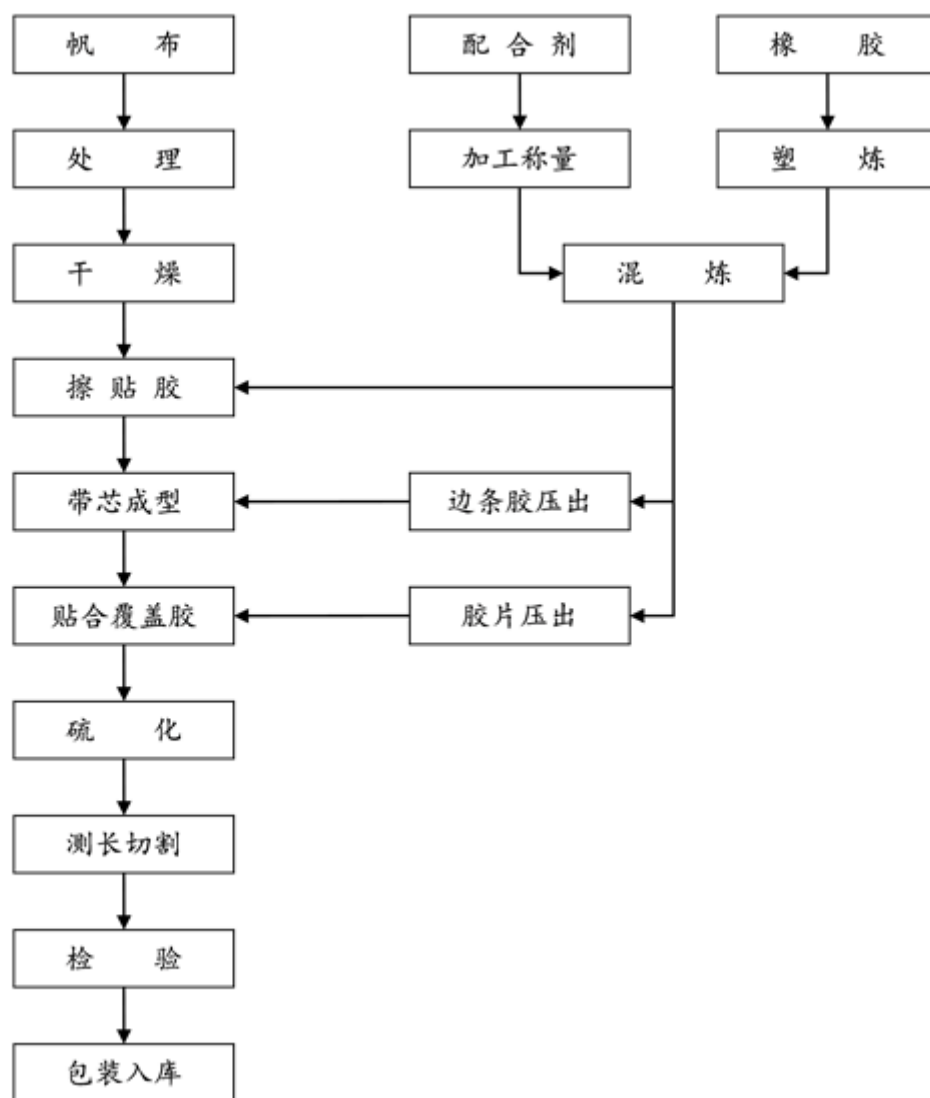 帆 布
配 合 剂
橡 胶
处 理
加工称量
塑 炼
干 燥
混 炼
擦 贴 胶
带芯成型
边条胶压出
贴合覆盖胶
胶片压出
硫 化
测长切割
检 验
包装入库